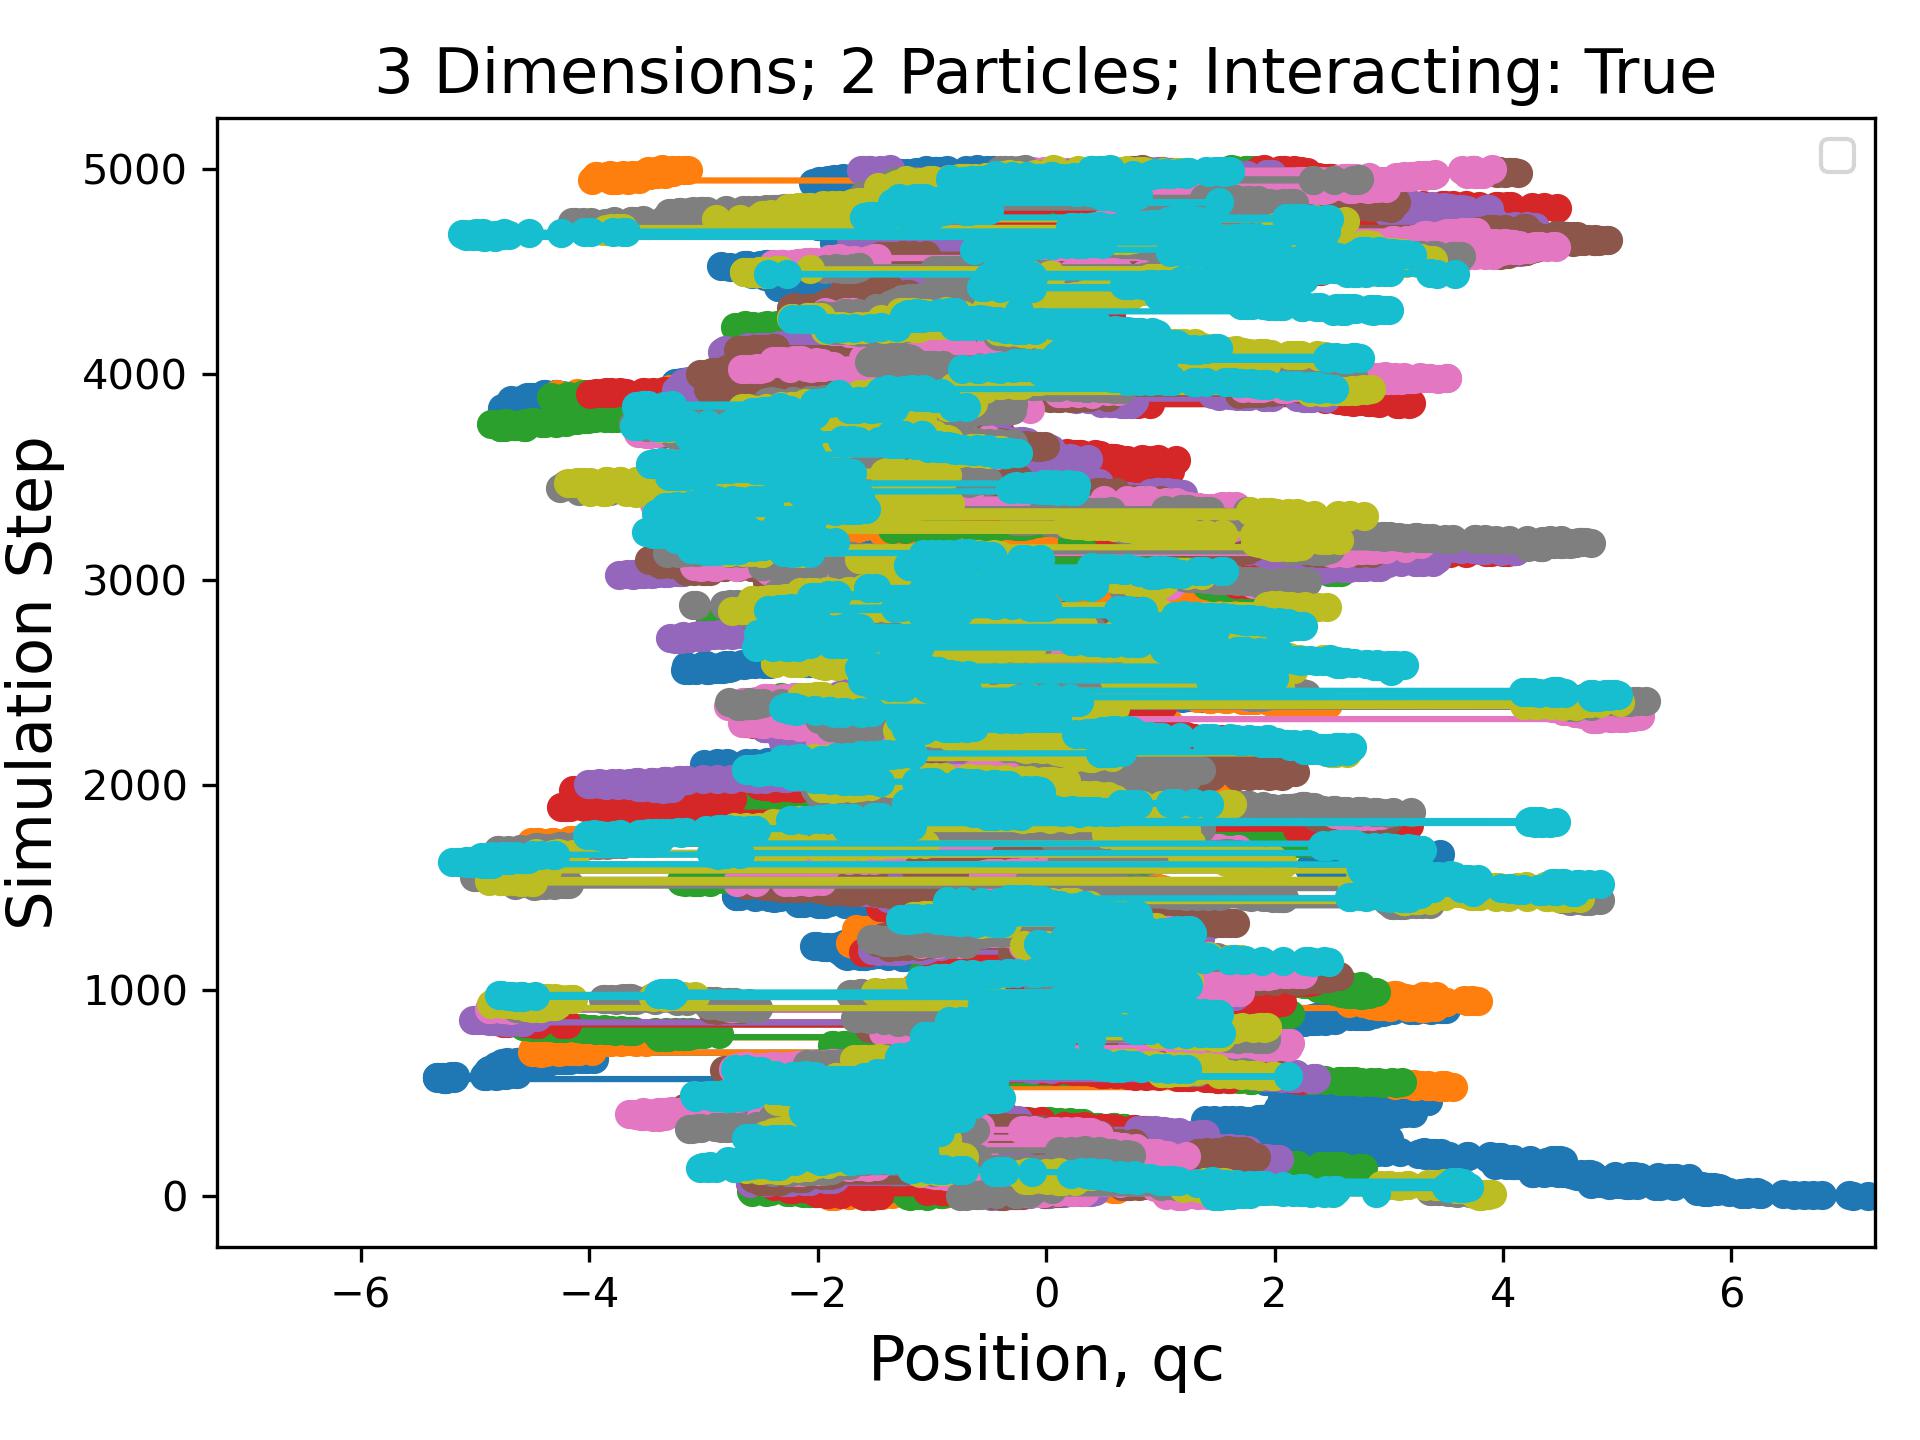 3 Dimensions; 2 Particles; Interacting: True
Simulation Step
5000
4000
3000
2000
1000
0
−6 −4 −2 0 2 4 6
Position, qc